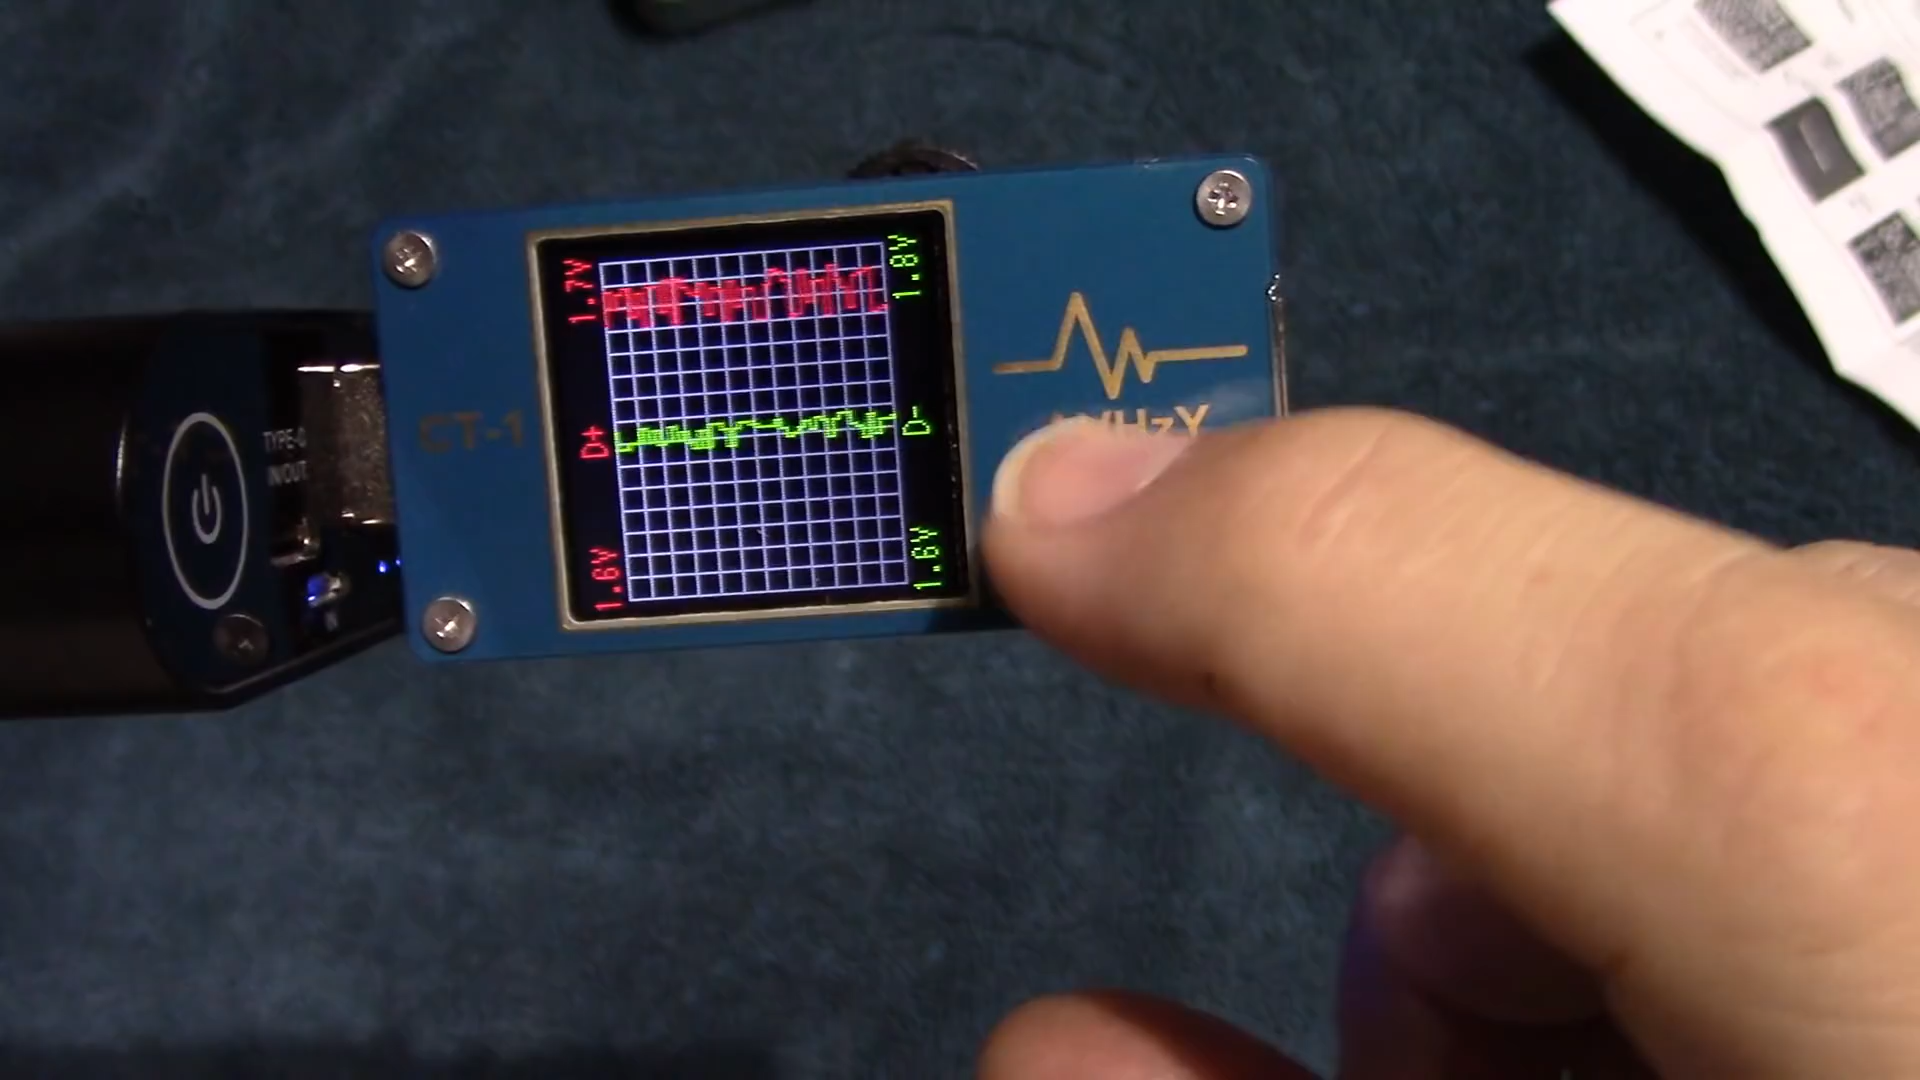 TYPE-C
IN/OUT
CT-1
1.7V
D+
1.6V
1.8V
D-
1.6V